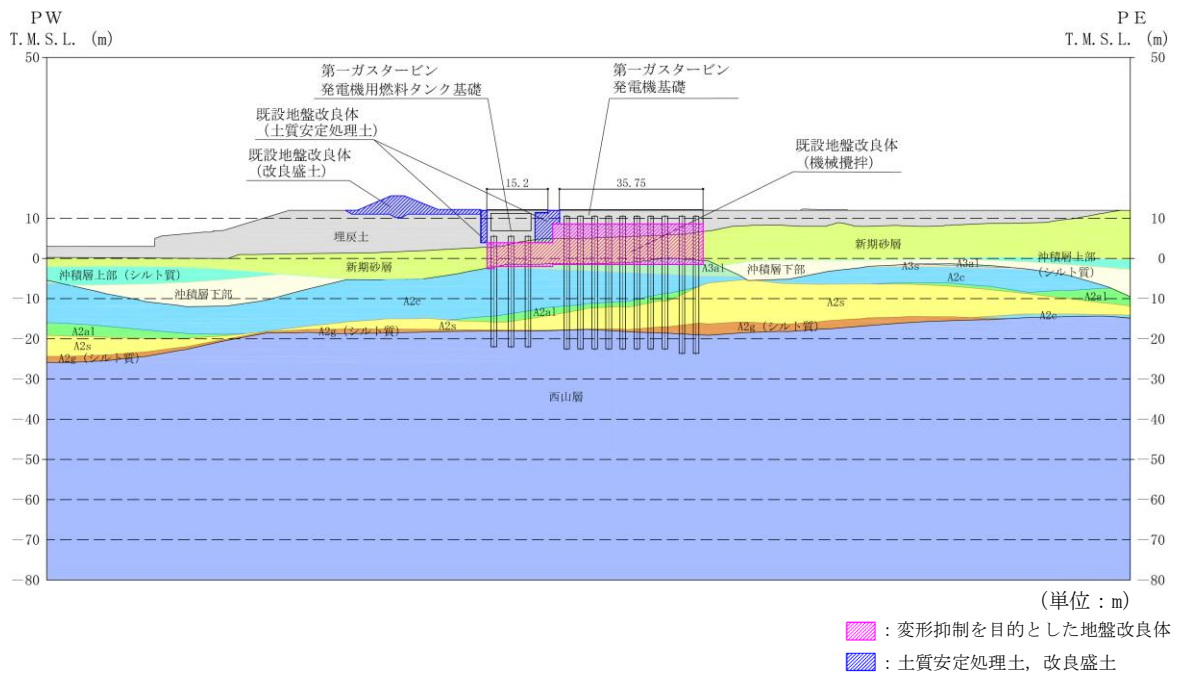 PW
T.M.S.L. (m)
PE
T.M.S.L. (m)
50
50
第一ガスタービン
発電機用燃料タンク基礎
第一ガスタービン
発電機基礎
既設地盤改良体
(土質安定処理土)
既設地盤改良体
(改良盛土)
既設地盤改良体
(機械攪拌)
15.2
35.75
10
10
埋戻土
新期砂層
0
0
沖積層上部(シルト質)
新期砂層
沖積層下部
A3a1
沖積層下部
A3s
A3a1
沖積層上部
(シルト質)
A2c
A2c
-10
-10
A2a1
A2a1
A2s
A2a1
A2s
A2g(シルト質)
A2s
A2g(シルト質)
A2c
-20
-20
A2g(シルト質)
-30
-30
西山層
-40
-40
-50
-50
-60
-60
-70
-70
-80
-80
(単位:m)
:変形抑制を目的とした地盤改良体
:土質安定処理土,改良盛土